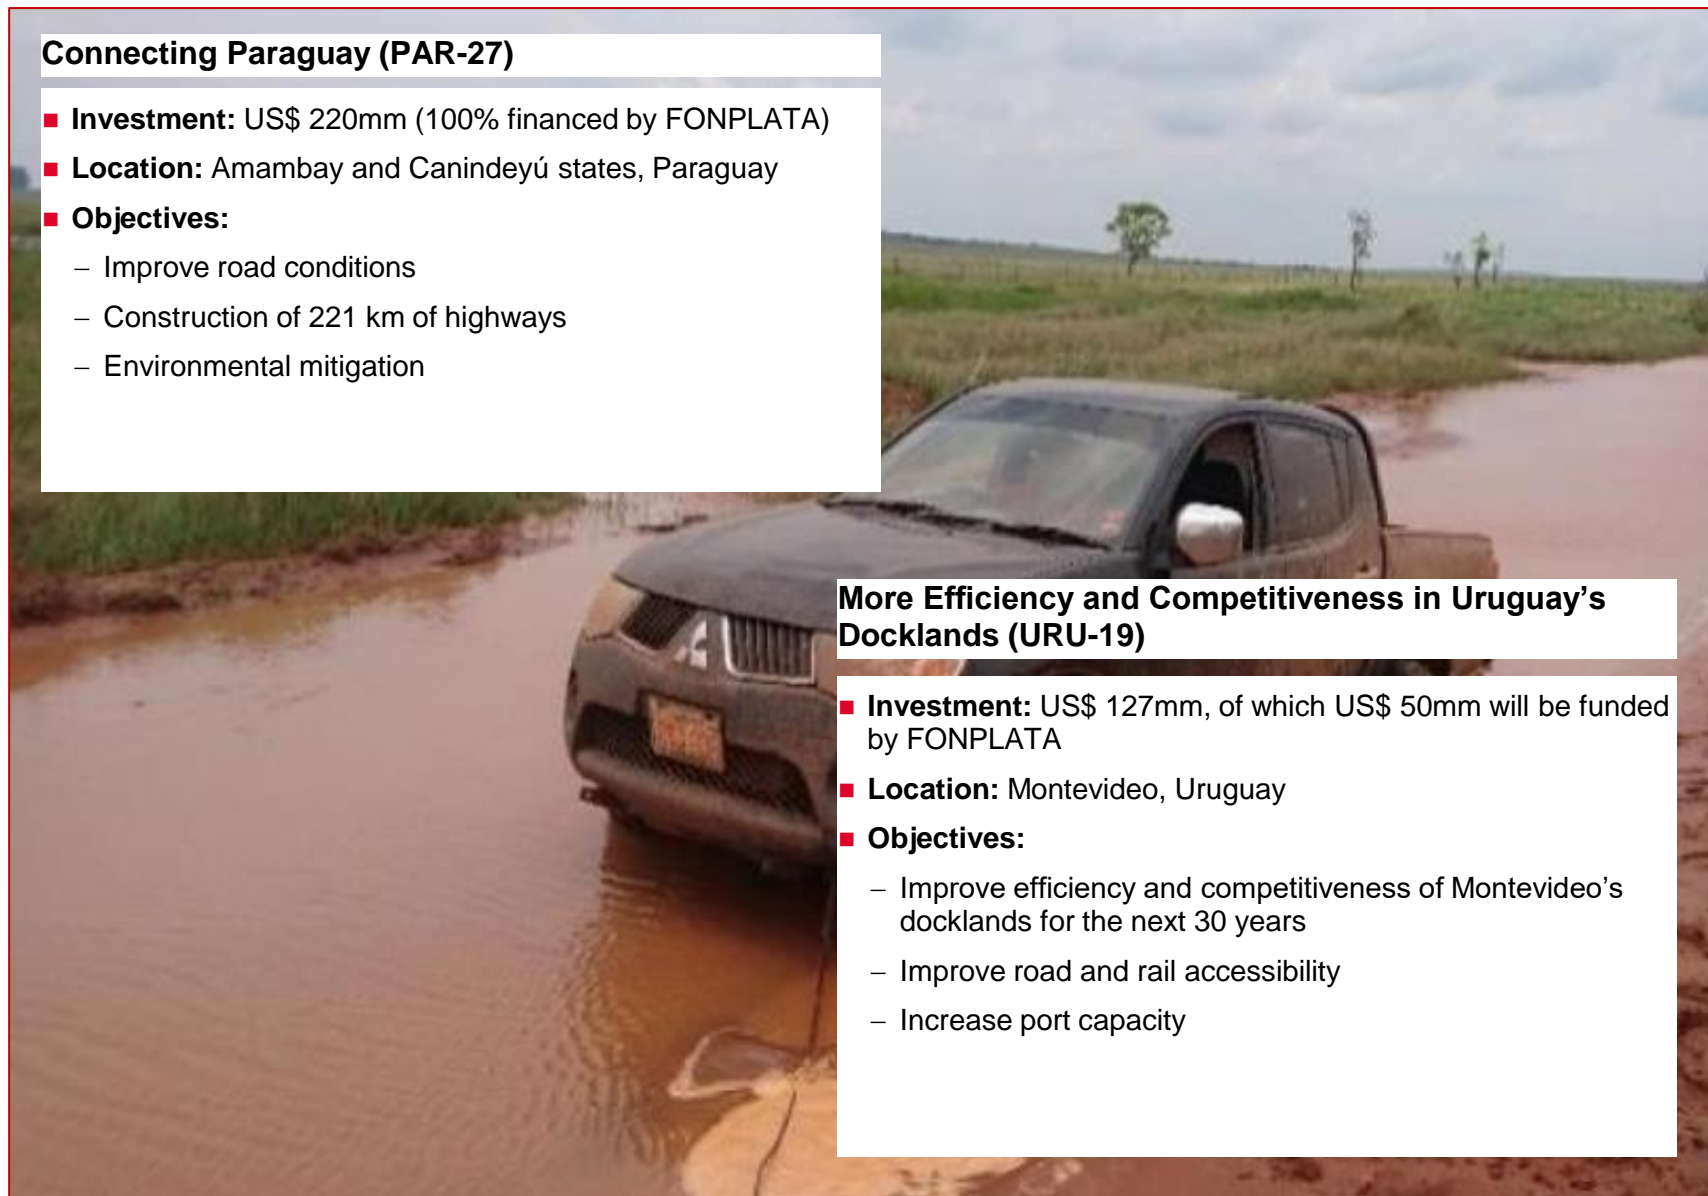 Connecting Paraguay (PAR-27)
■ Investment: US$ 220mm (100% financed by FONPLATA)
■ Location: Amambay and Canindeyú states, Paraguay
■ Objectives:
– Improve road conditions
– Construction of 221 km of highways
– Environmental mitigation
More Efficiency and Competitiveness in Uruguay’s
Docklands (URU-19)
■ Investment: US$ 127mm, of which US$ 50mm will be funded
by FONPLATA
■ Location: Montevideo, Uruguay
■ Objectives:
– Improve efficiency and competitiveness of Montevideo’s
docklands for the next 30 years
– Improve road and rail accessibility
– Increase port capacity